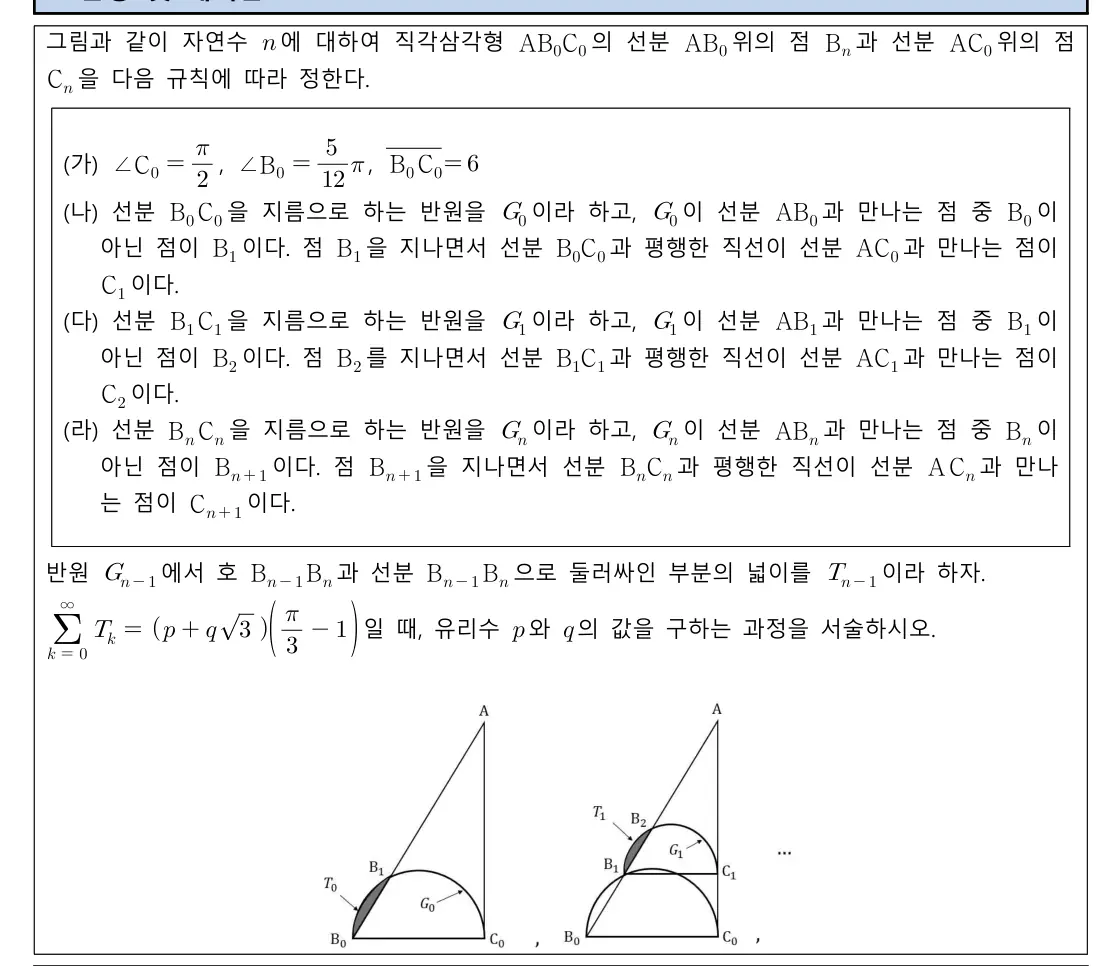 그림과 같이 자연수 n에 대하여 직각삼각형 AB₀C₀의 선분 AB₀위의 점 Bₙ과 선분 AC₀위의 점
Cₙ을 다음 규칙에 따라 정한다.
(가) ∠C₀ = π/2, ∠B₀ = 5/12 π, B̅₀C̅₀ = 6
(나) 선분 B₀C₀을 지름으로 하는 반원을 G₀이라 하고, G₀이 선분 AB₀과 만나는 점 중 B₀이
아닌 점이 B₁이다. 점 B₁을 지나면서 선분 B₀C₀과 평행한 직선이 선분 AC₀과 만나는 점이
C₁이다.
(다) 선분 B₁C₁을 지름으로 하는 반원을 G₁이라 하고, G₁이 선분 AB₁과 만나는 점 중 B₁이
아닌 점이 B₂이다. 점 B₂를 지나면서 선분 B₁C₁과 평행한 직선이 선분 AC₁과 만나는 점이
C₂이다.
(라) 선분 BₙCₙ을 지름으로 하는 반원을 Gₙ이라 하고, Gₙ이 선분 ABₙ과 만나는 점 중 Bₙ이
아닌 점이 Bₙ₊₁이다. 점 Bₙ₊₁을 지나면서 선분 BₙCₙ과 평행한 직선이 선분 ACₙ과 만나
는 점이 Cₙ₊₁이다.
반원 Gₙ₋₁에서 호 Bₙ₋₁Bₙ과 선분 Bₙ₋₁Bₙ으로 둘러싸인 부분의 넓이를 Tₙ₋₁이라 하자.
∞∑k=0 Tₖ = (p+q√3)(π/3 − 1)일 때, 유리수 p와 q의 값을 구하는 과정을 서술하시오.
A
B₁
T₀
G₀
B₀
C₀
,
A
T₁
B₂
G₁
B₁
C₁
B₀
C₀
,
...